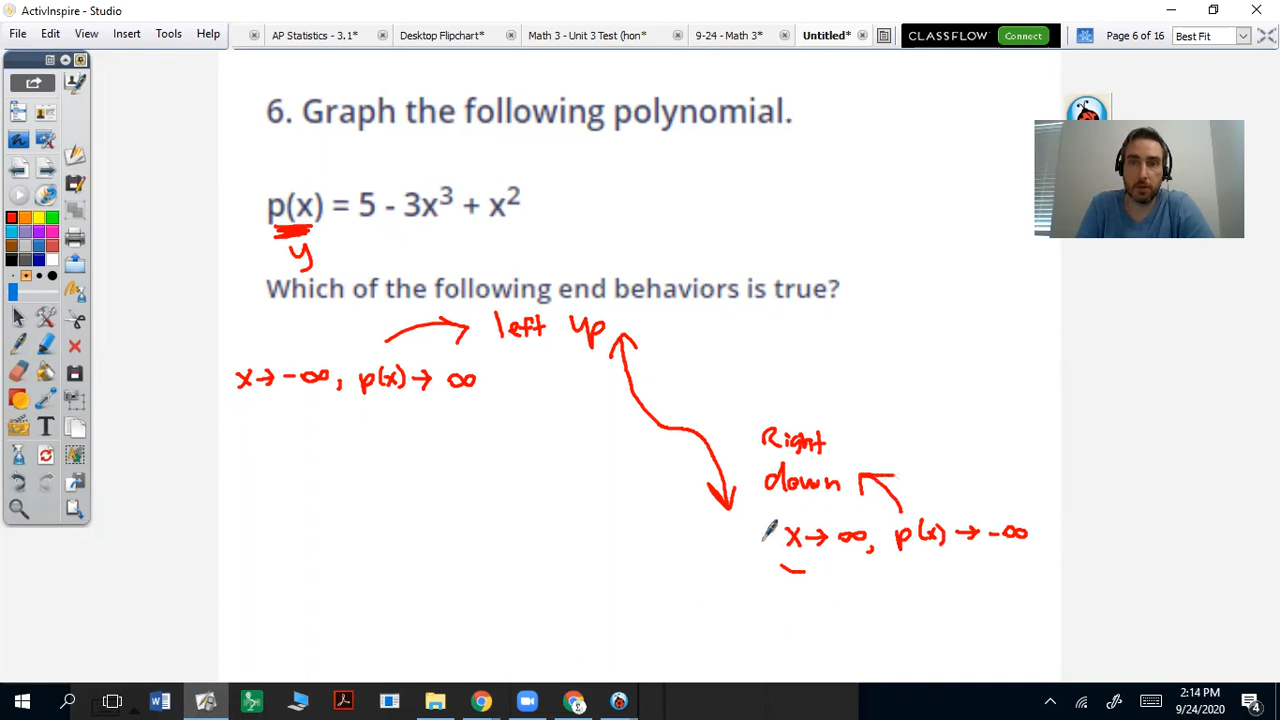 ActivInspire - Studio
File Edit View Insert Tools Help
AP Statistics - 3.1* Desktop Flipchart* Math 3 - Unit 3 Test (hon* 9-24 - Math 3* Untitled* CLASSFLOW Connect Page 6 of 16 Best Fit
6. Graph the following polynomial.
p(x) = 5 - 3x³ + x²
y
Which of the following end behaviors is true?
left up
x → -∞, p(x) → ∞
Right
down
x → ∞, p(x) → -∞
2:14 PM
9/24/2020
4